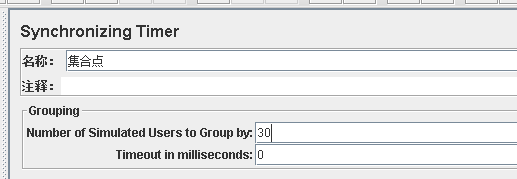 Synchronizing Timer
名称： 集合点
注释：
Grouping
Number of Simulated Users to Group by: 30
Timeout in milliseconds: 0